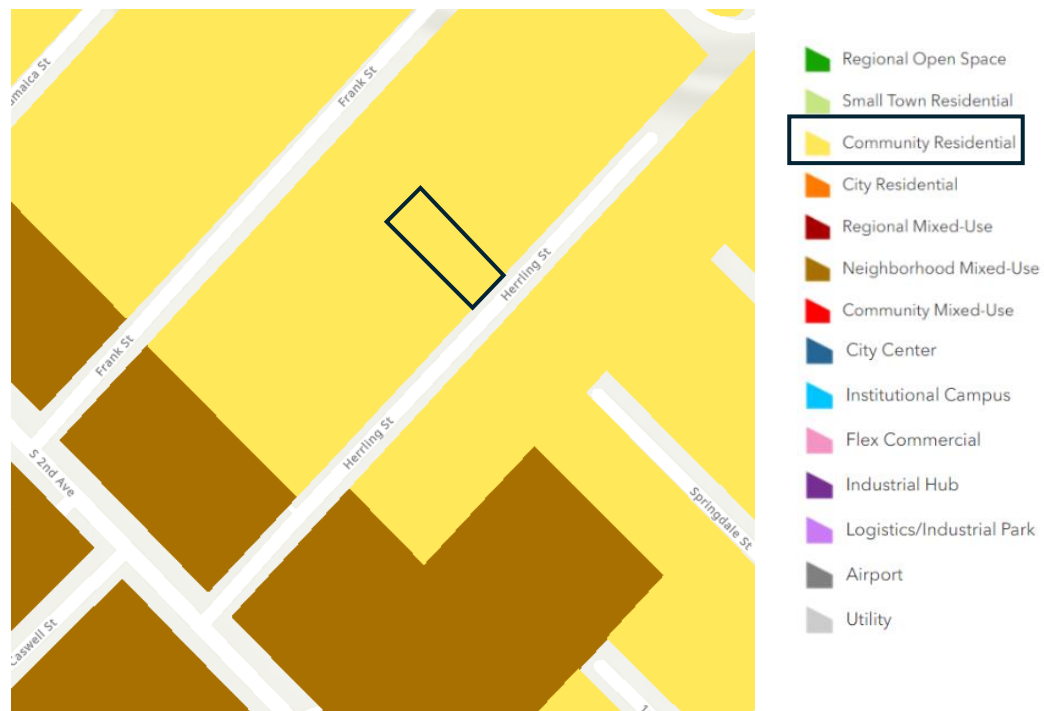 Frank St
Herrling St
Frank St
Herrling St
S 2nd Ave
Springdale St
Regional Open Space
Small Town Residential
Community Residential
City Residential
Regional Mixed-Use
Neighborhood Mixed-Use
Community Mixed-Use
City Center
Institutional Campus
Flex Commercial
Industrial Hub
Logistics/Industrial Park
Airport
Utility